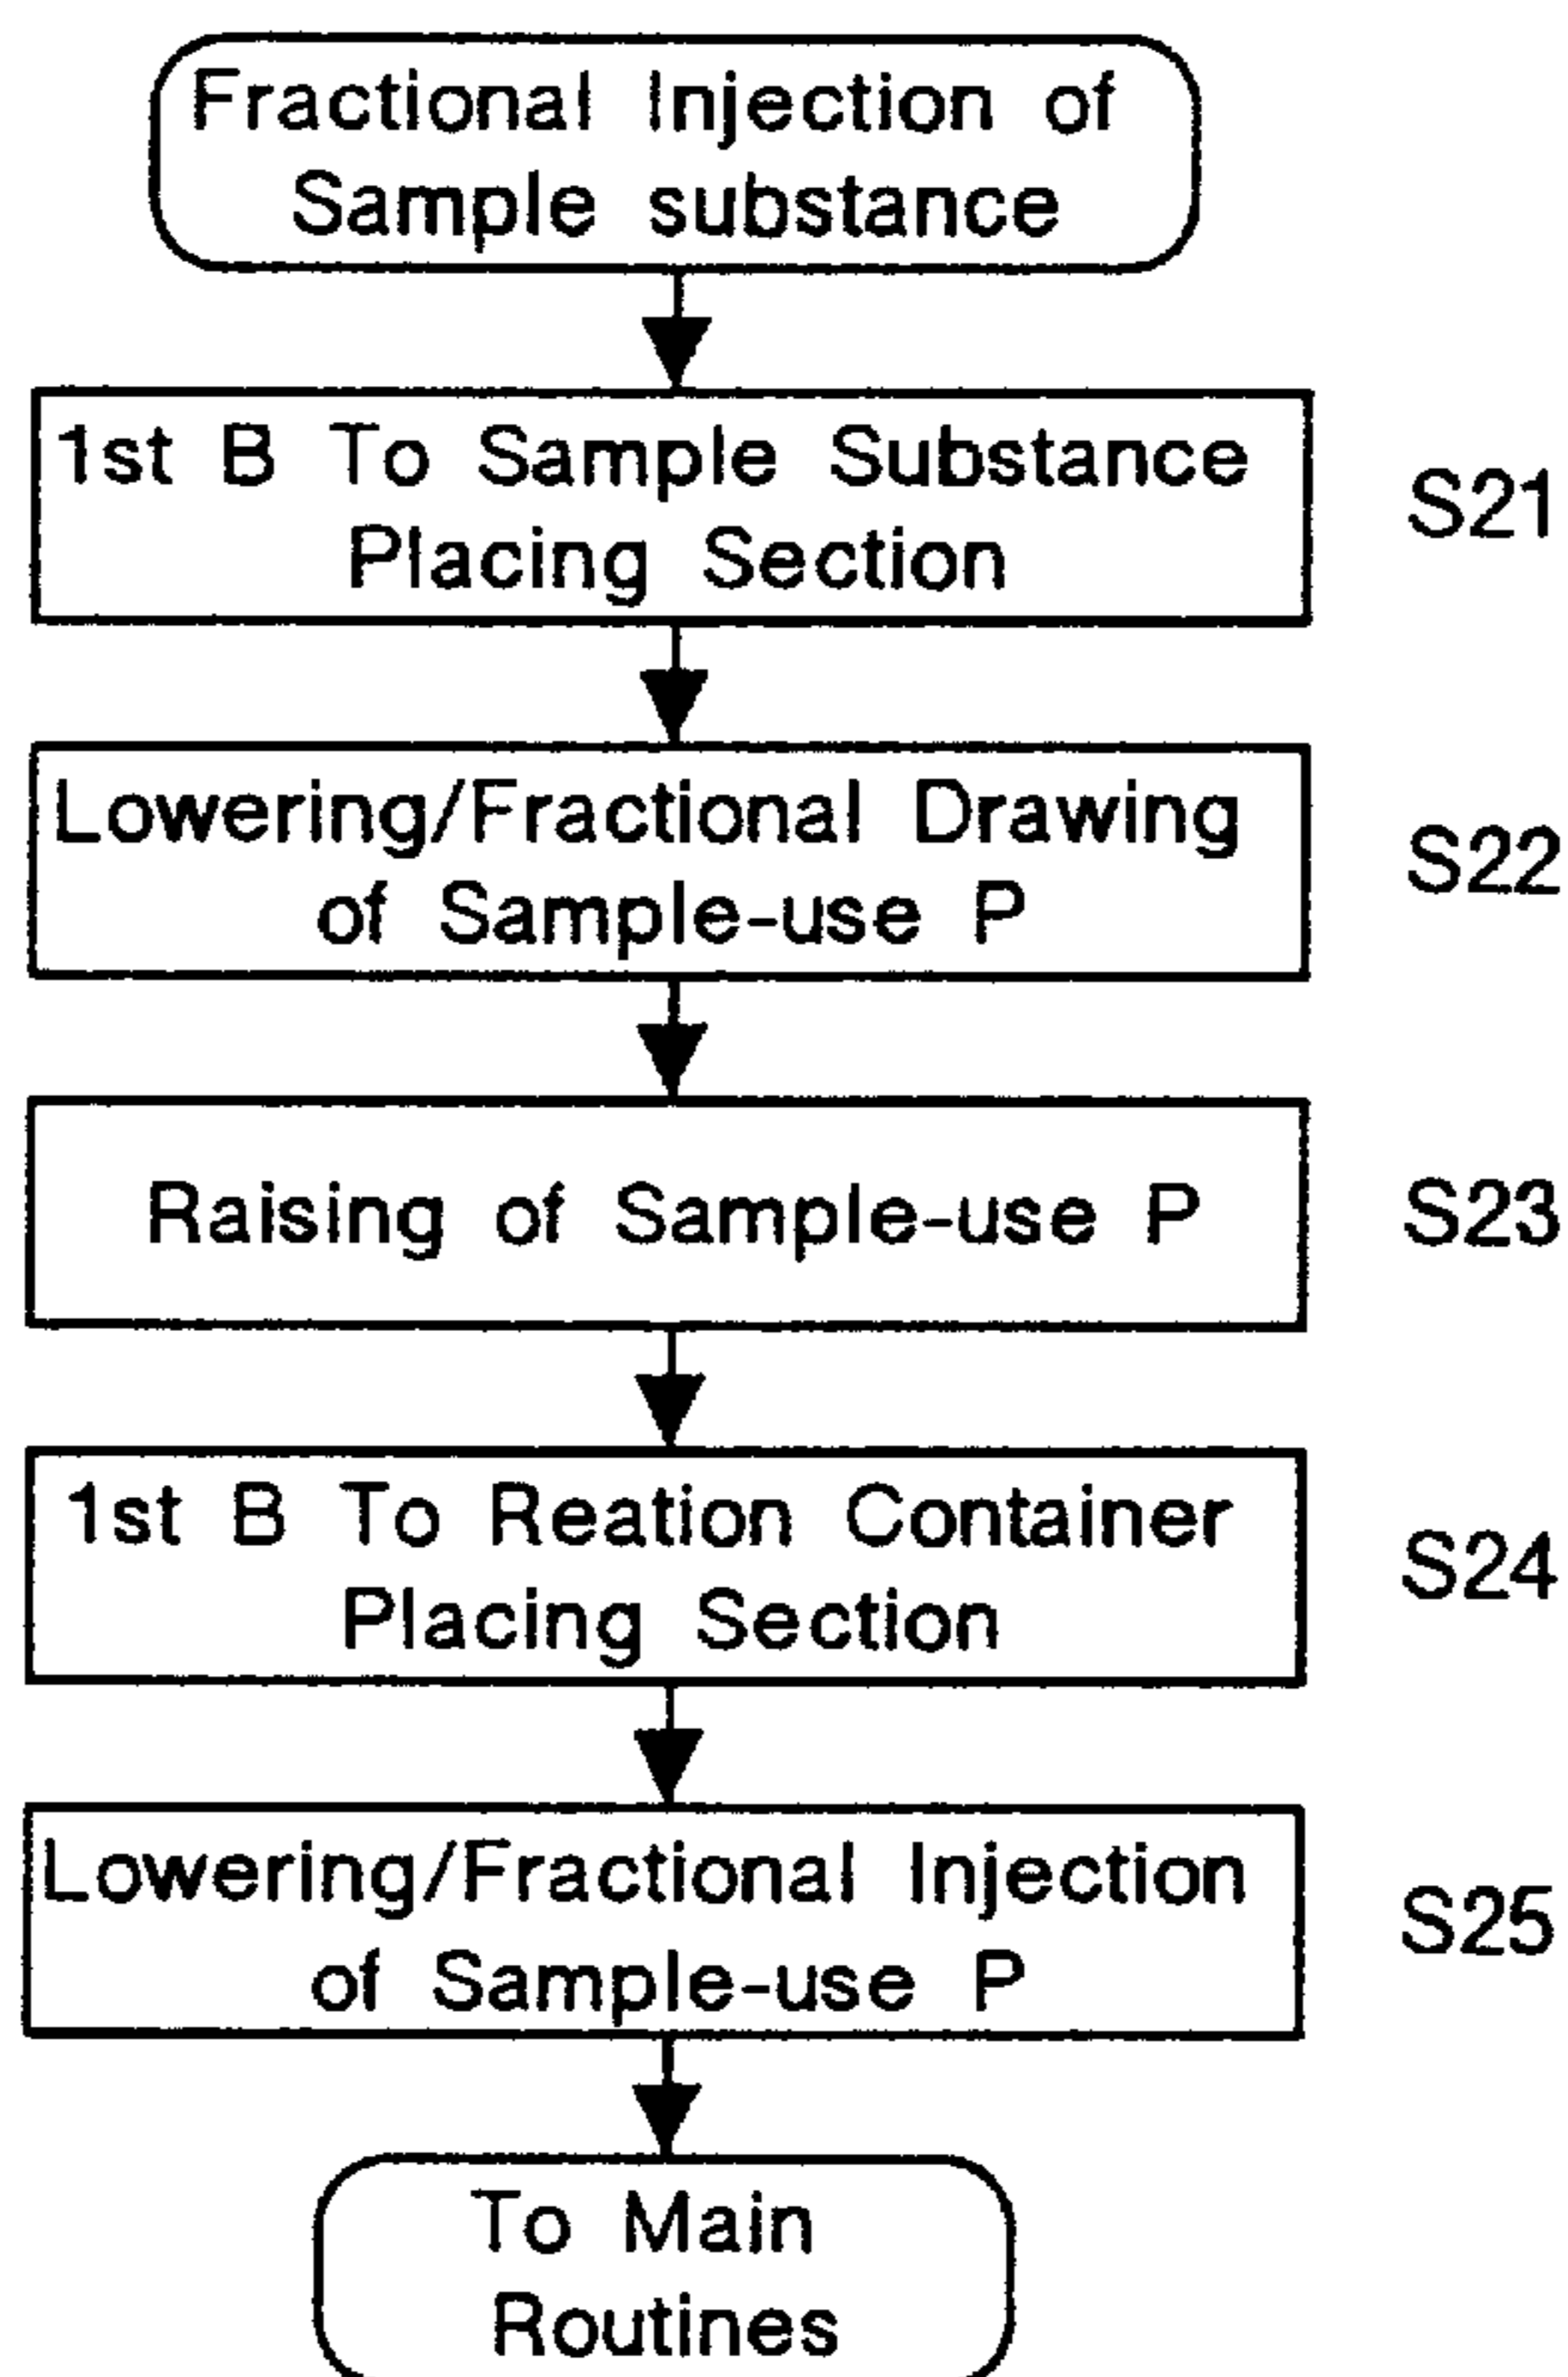 Fractional Injection of
Sample substance
1st B To Sample Substance
Placing Section
S21
Lowering/Fractional Drawing
of Sample-use P
S22
Raising of Sample-use P
S23
1st B To Reation Container
Placing Section
S24
Lowering/Fractional Injection
of Sample-use P
S25
To Main
Routines